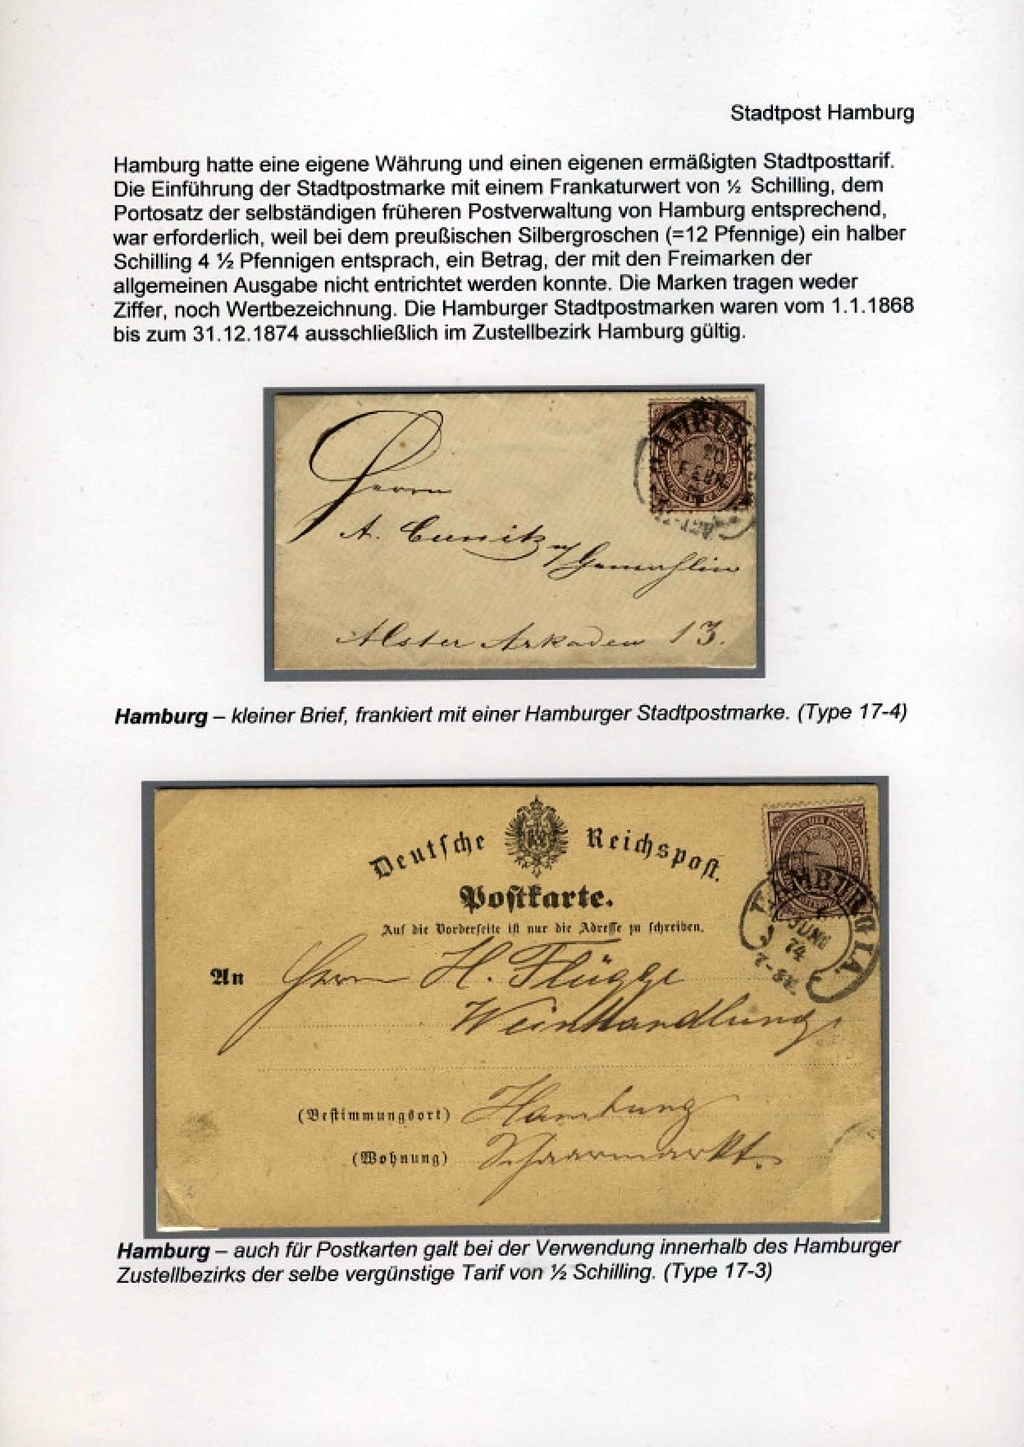 Stadtpost Hamburg
Hamburg hatte eine eigene Währung und einen eigenen ermäßigten Stadtposttarif.
Die Einführung der Stadtpostmarke mit einem Frankaturwert von ½ Schilling, dem
Portosatz der selbständigen früheren Postverwaltung von Hamburg entsprechend,
war erforderlich, weil bei dem preußischen Silbergroschen (=12 Pfennige) ein halber
Schilling 4 ½ Pfennigen entsprach, ein Betrag, der mit den Freimarken der
allgemeinen Ausgabe nicht entrichtet werden konnte. Die Marken tragen weder
Ziffer, noch Wertbezeichnung. Die Hamburger Stadtpostmarken waren vom 1.1.1868
bis zum 31.12.1874 ausschließlich im Zustellbezirk Hamburg gültig.
HAMBURG
20
FEBR.
Herrn
A. Cunitz u/ Gemahlin
Alster Arkaden 13.
Hamburg – kleiner Brief, frankiert mit einer Hamburger Stadtpostmarke. (Type 17-4)
Deutsche Reichspost.
Postkarte.
Auf die Vorderseite ist nur die Adresse zu schreiben.
HAMBURG I.A.
JUNI
74
An Herrn H. Flügge
Weinhandlung
(Bestimmungsort) Hamburg
(Wohnung) Schaarmarkt.
Hamburg – auch für Postkarten galt bei der Verwendung innerhalb des Hamburger
Zustellbezirks der selbe vergünstige Tarif von ½ Schilling. (Type 17-3)